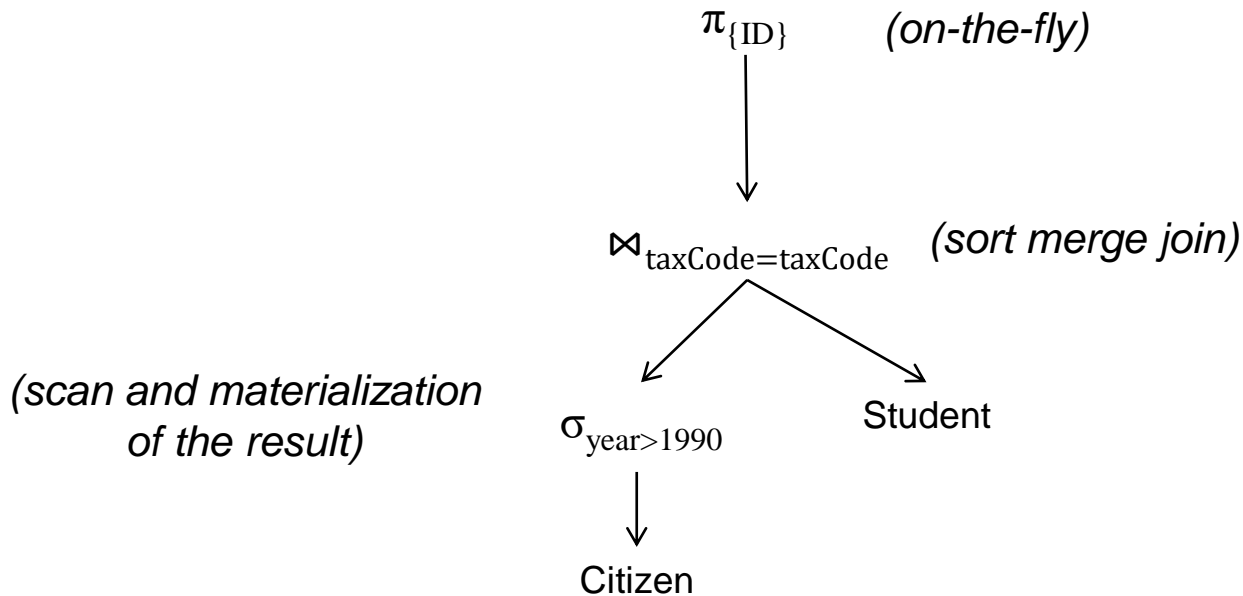 π{ID} (on-the-fly)
⋈taxCode=taxCode (sort merge join)
(scan and materialization
of the result)
σyear>1990
Student
Citizen